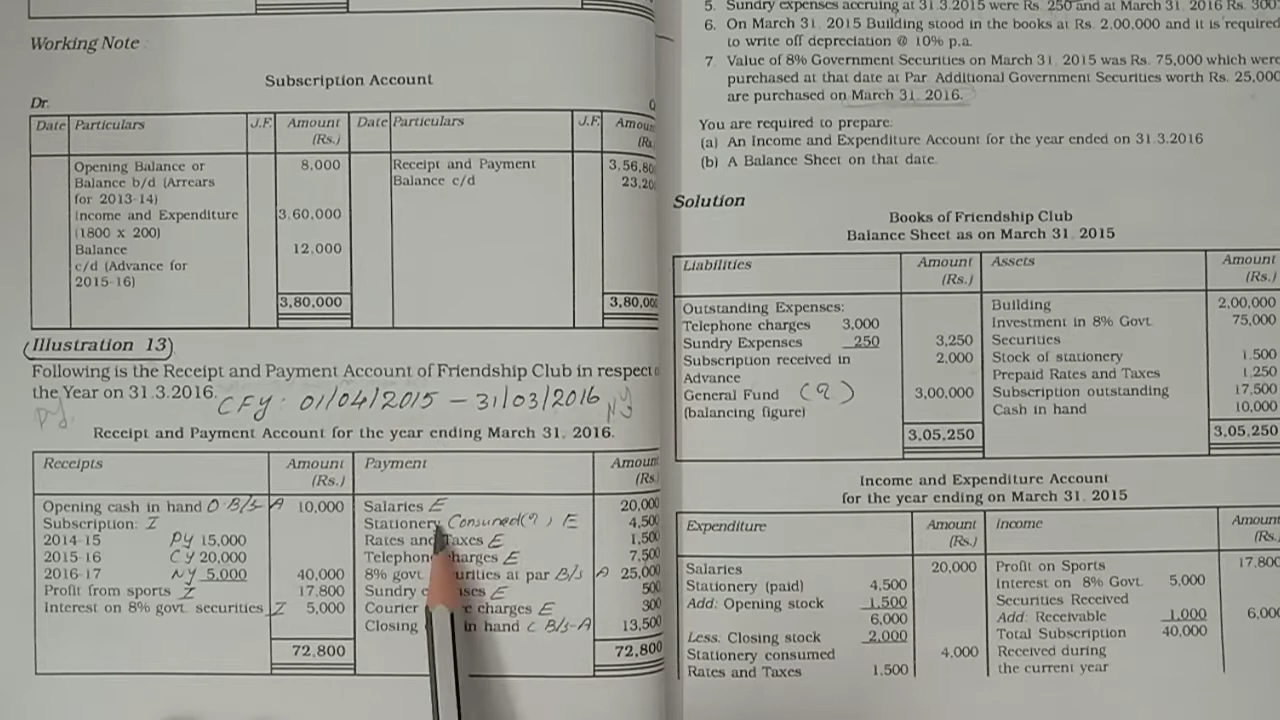 Working Note
Subscription Account
Dr.
Date Particulars J.F. Amount (Rs.) Date Particulars J.F. Amoun (Rs
Opening Balance or 8,000 Receipt and Payment 3,56,80
Balance b/d (Arrears Balance c/d 23,20
for 2013-14)
Income and Expenditure 3,60,000
(1800 x 200)
Balance 12,000
c/d (Advance for
2015-16)
3,80,000 3,80,00
Illustration 13)
Following is the Receipt and Payment Account of Friendship Club in respect o
the Year on 31.3.2016. CFY: 01/04/2015 – 31/03/2016 NY
PY
Receipt and Payment Account for the year ending March 31, 2016.
Receipts Amount (Rs.) Payment Amount (Rs.
Opening cash in hand O B/S-A 10,000 Salaries E 20,000
Subscription: I Stationery Consumed(?) E 4,500
2014-15 PY 15,000 Rates and Taxes E 1,500
2015-16 CY 20,000 Telephon harges E 7,500
2016-17 NY 5,000 40,000 8% govt urities at par B/S A 25,000
Profit from sports I 17,800 Sundry ses E 500
Interest on 8% govt. securities I 5,000 Courier charges E 300
Closing in hand C B/S-A 13,500
72,800 72,800
5. Sundry expenses accruing at 31.3.2015 were Rs. 250 and at March 31, 2016 Rs. 300
6. On March 31, 2015 Building stood in the books at Rs. 2,00,000 and it is required
to write off depreciation @ 10% p.a.
7. Value of 8% Government Securities on March 31, 2015 was Rs. 75,000 which were
purchased at that date at Par. Additional Government Securities worth Rs. 25,000
are purchased on March 31, 2016.
You are required to prepare:
(a) An Income and Expenditure Account for the year ended on 31.3.2016
(b) A Balance Sheet on that date.
Solution
Books of Friendship Club
Balance Sheet as on March 31, 2015
Liabilities Amount (Rs.) Assets Amount (Rs.)
Outstanding Expenses: Building 2,00,000
Telephone charges 3,000 Investment in 8% Govt. 75,000
Sundry Expenses 250 3,250 Securities
Subscription received in 2,000 Stock of stationery 1,500
Advance Prepaid Rates and Taxes 1,250
General Fund (?) 3,00,000 Subscription outstanding 17,500
(balancing figure) Cash in hand 10,000
3,05,250 3,05,250
Income and Expenditure Account
for the year ending on March 31, 2015
Expenditure Amount (Rs.) Income Amount (Rs.
Salaries 20,000 Profit on Sports 17,800
Stationery (paid) 4,500 Interest on 8% Govt. 5,000
Add: Opening stock 1,500 Securities Received
6,000 Add: Receivable 1,000 6,00
Less: Closing stock 2,000 Total Subscription 40,000
Stationery consumed 4,000 Received during
Rates and Taxes 1,500 the current year